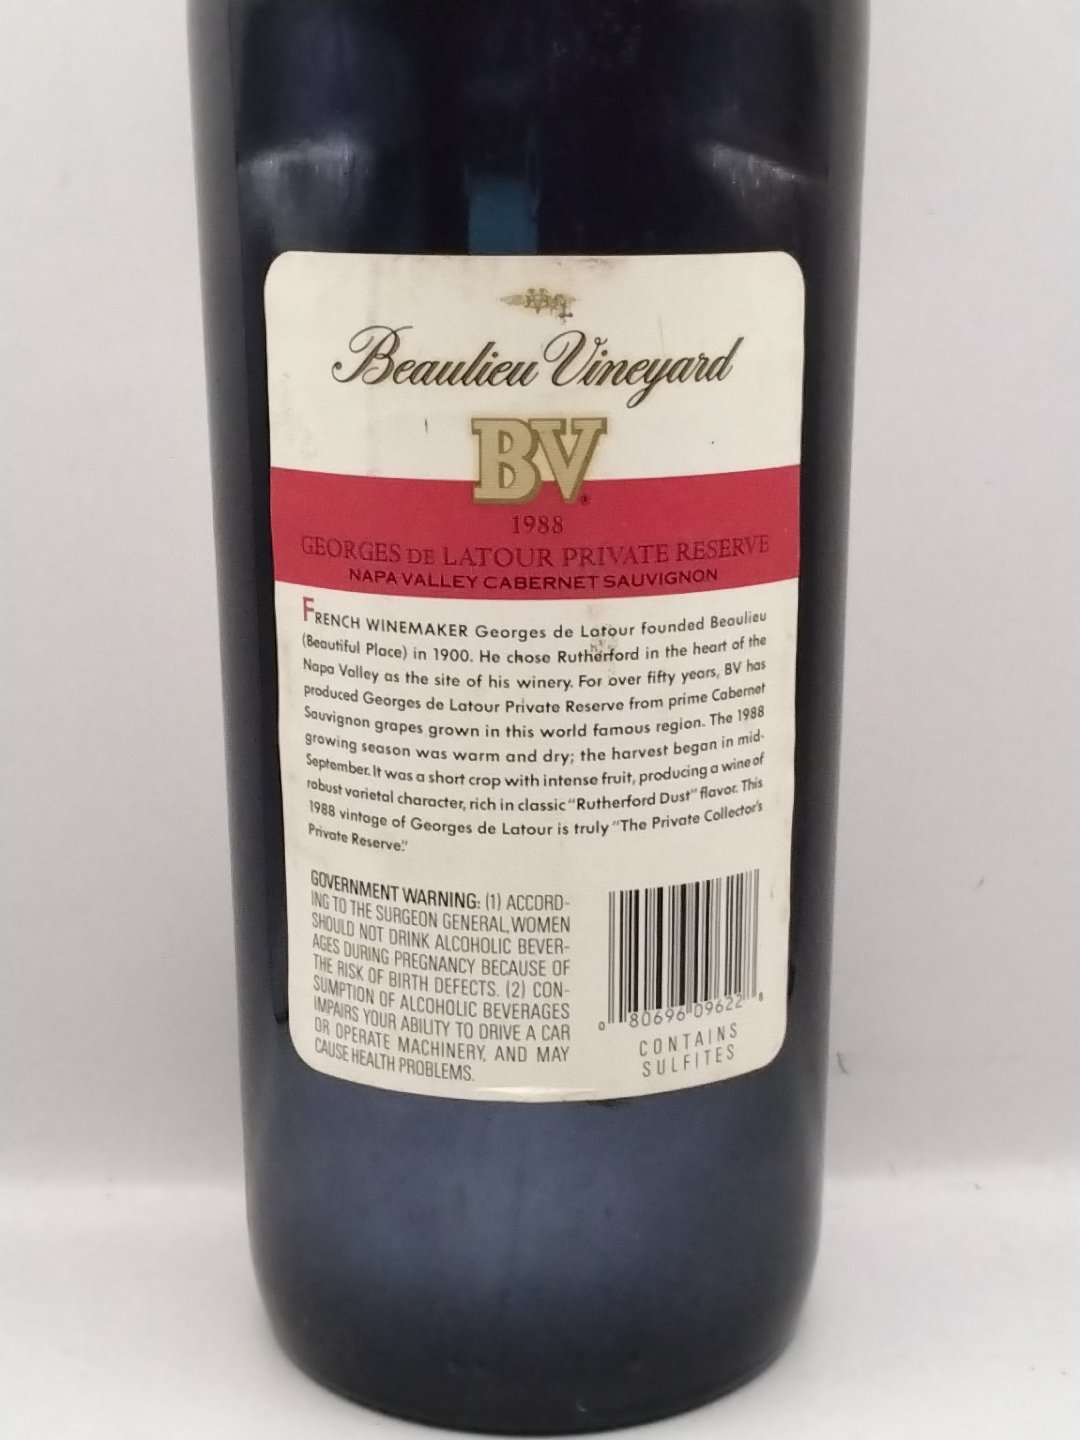 Beaulieu Vineyard
BV®
1988
GEORGES DE LATOUR PRIVATE RESERVE
NAPA VALLEY CABERNET SAUVIGNON
FRENCH WINEMAKER Georges de Latour founded Beaulieu
(Beautiful Place) in 1900. He chose Rutherford in the heart of the
Napa Valley as the site of his winery. For over fifty years, BV has
produced Georges de Latour Private Reserve from prime Cabernet
Sauvignon grapes grown in this world famous region. The 1988
growing season was warm and dry; the harvest began in mid-
September. It was a short crop with intense fruit, producing a wine of
robust varietal character, rich in classic "Rutherford Dust" flavor. This
1988 vintage of Georges de Latour is truly "The Private Collector's
Private Reserve."
GOVERNMENT WARNING: (1) ACCORD-
ING TO THE SURGEON GENERAL, WOMEN
SHOULD NOT DRINK ALCOHOLIC BEVER-
AGES DURING PREGNANCY BECAUSE OF
THE RISK OF BIRTH DEFECTS. (2) CON-
SUMPTION OF ALCOHOLIC BEVERAGES
IMPAIRS YOUR ABILITY TO DRIVE A CAR
OR OPERATE MACHINERY, AND MAY
CAUSE HEALTH PROBLEMS.
0 80696 09622 8
CONTAINS
SULFITES